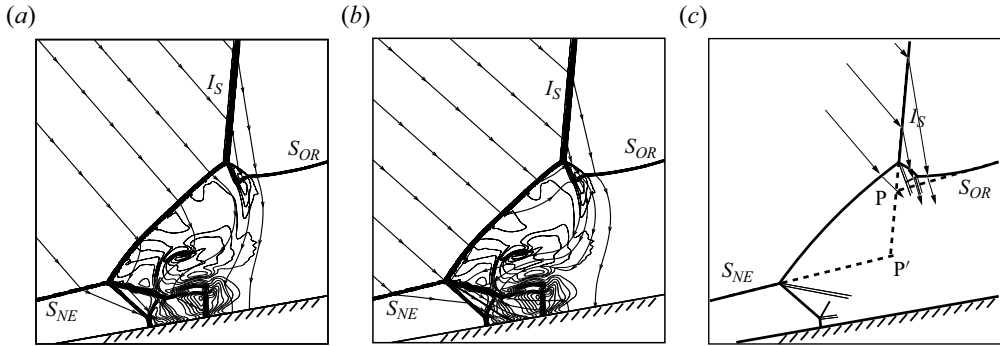 (a)
(b)
(c)
I_S
S_OR
S_NE
I_S
S_OR
S_NE
I_S
P
S_OR
P′
S_NE